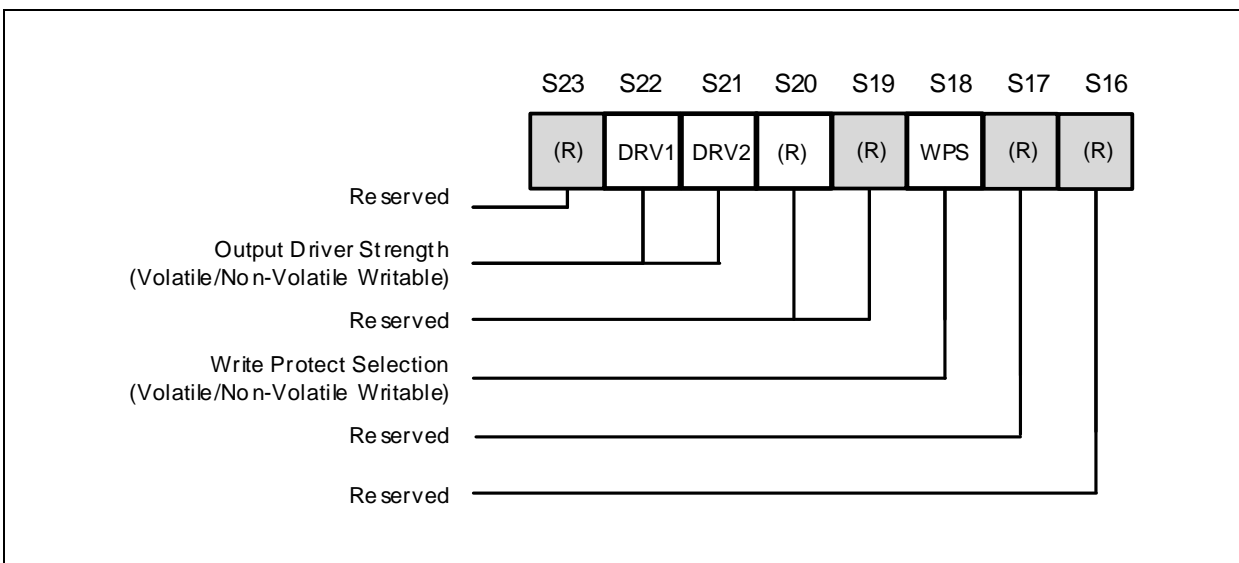 S23 S22 S21 S20 S19 S18 S17 S16
(R) DRV1 DRV2 (R) (R) WPS (R) (R)
Reserved
Output Driver Strength
(Volatile/Non-Volatile Writable)
Reserved
Write Protect Selection
(Volatile/Non-Volatile Writable)
Reserved
Reserved